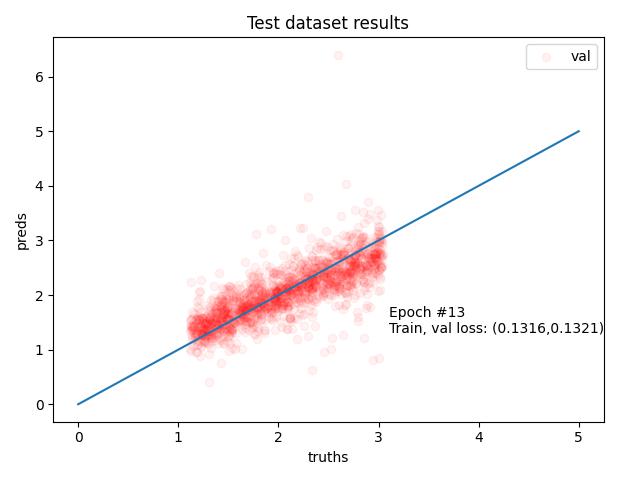 Test dataset results
val
6
5
4
3
2
1
0
preds
Epoch #13
Train, val loss: (0.1316,0.1321)
0 1 2 3 4 5
truths